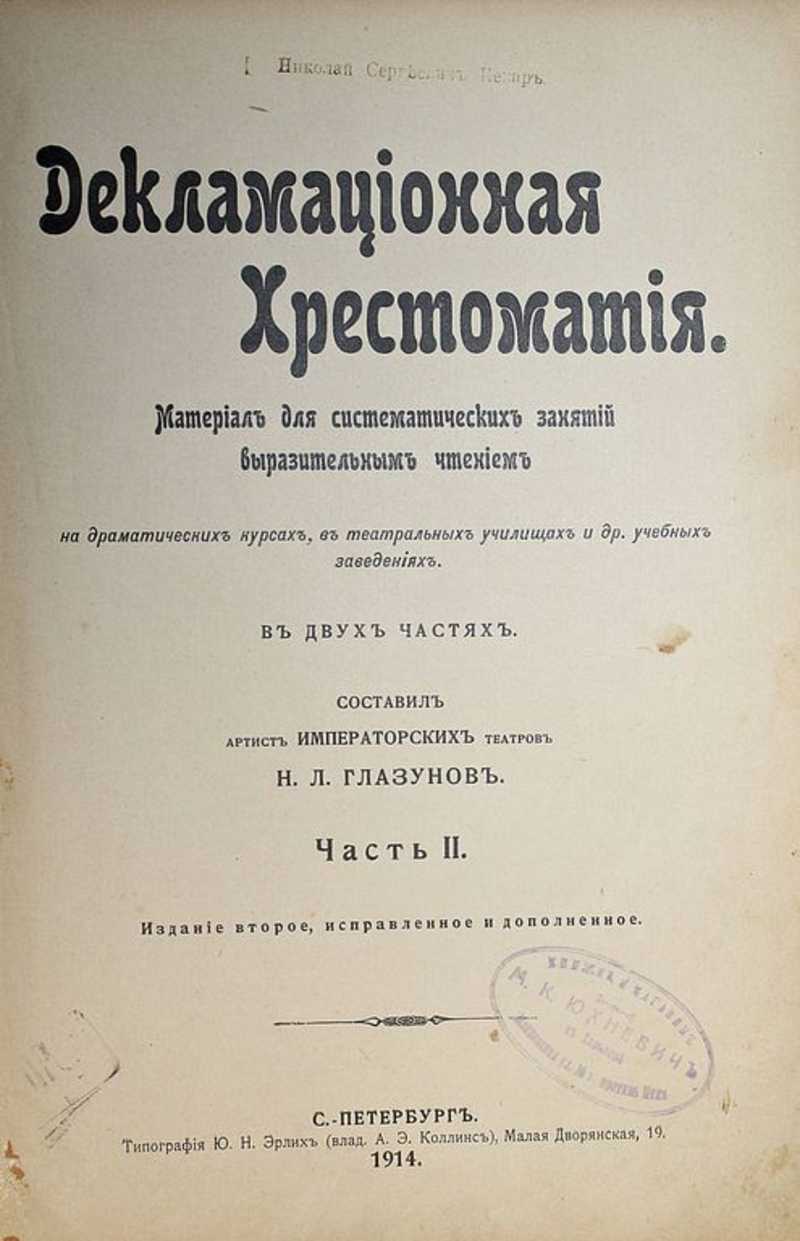 Николай
Декламаціонная
Хрестоматія.
Матеріалъ для систематическихъ занятій
выразительнымъ чтеніемъ
на драматическихъ курсахъ, въ театральныхъ училищахъ и др. учебныхъ
заведеніяхъ.
ВЪ ДВУХЪ ЧАСТЯХЪ.
СОСТАВИЛЪ
АРТИСТЪ ИМПЕРАТОРСКИХЪ ТЕАТРОВЪ
Н. Л. ГЛАЗУНОВЪ.
Часть II.
Изданіе второе, исправленное и дополненное.
М. К. ЮХНЕВИЧЪ
С.-ПЕТЕРБУРГЪ.
Типографія Ю. Н. Эрлихъ (влад. А. Э. Коллинсъ), Малая Дворянская, 19.
1914.